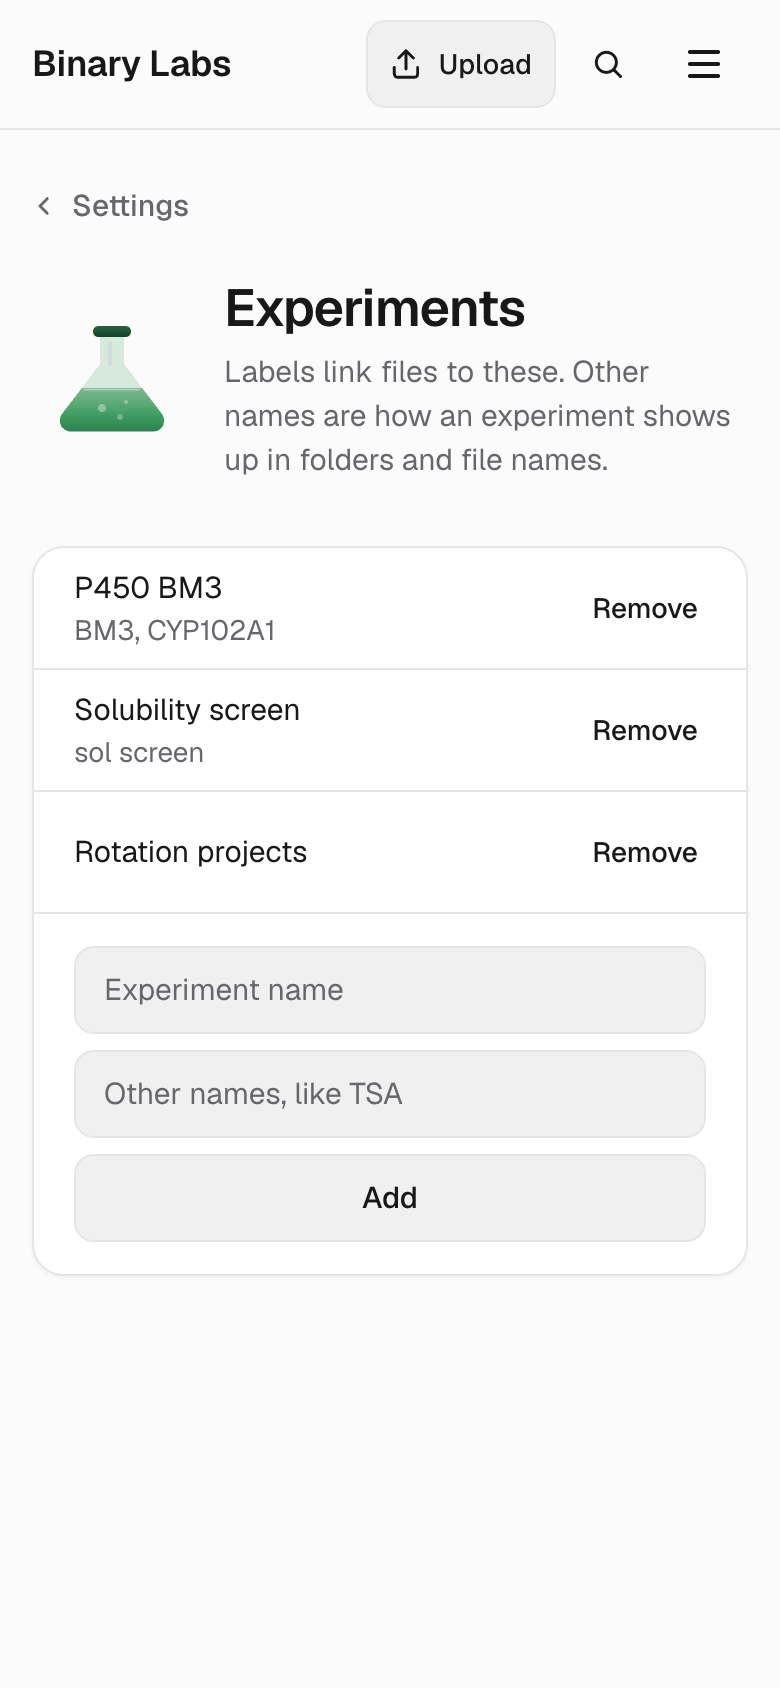 Binary Labs
Upload
Settings
Experiments
Labels link files to these. Other
names are how an experiment shows
up in folders and file names.
P450 BM3
BM3, CYP102A1
Remove
Solubility screen
sol screen
Remove
Rotation projects
Remove
Experiment name
Other names, like TSA
Add